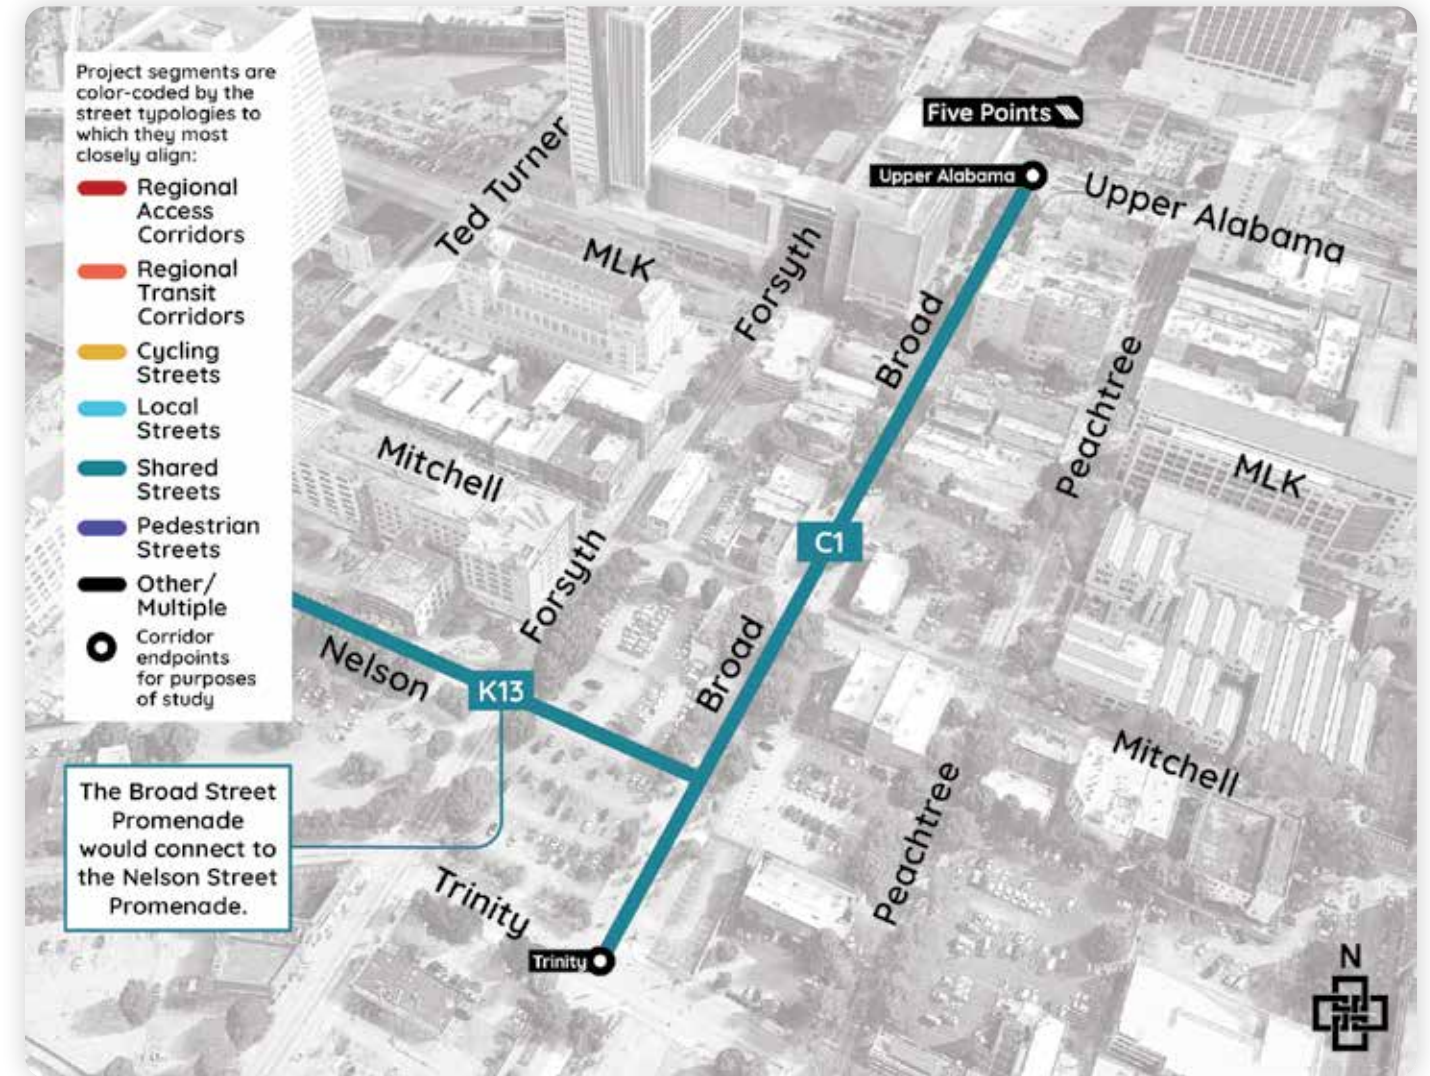 Project segments are
color-coded by the
street typologies to
which they most
closely align:
Regional
Access
Corridors
Regional
Transit
Corridors
Cycling
Streets
Local
Streets
Shared
Streets
Pedestrian
Streets
Other/
Multiple
Corridor
endpoints
for purposes
of study
The Broad Street
Promenade
would connect to
the Nelson Street
Promenade.
Five Points
Upper Alabama
Upper Alabama
Ted Turner
MLK
Forsyth
Broad
Peachtree
MLK
Mitchell
C1
Forsyth
Broad
Nelson
K13
Mitchell
Peachtree
Trinity
Trinity
N